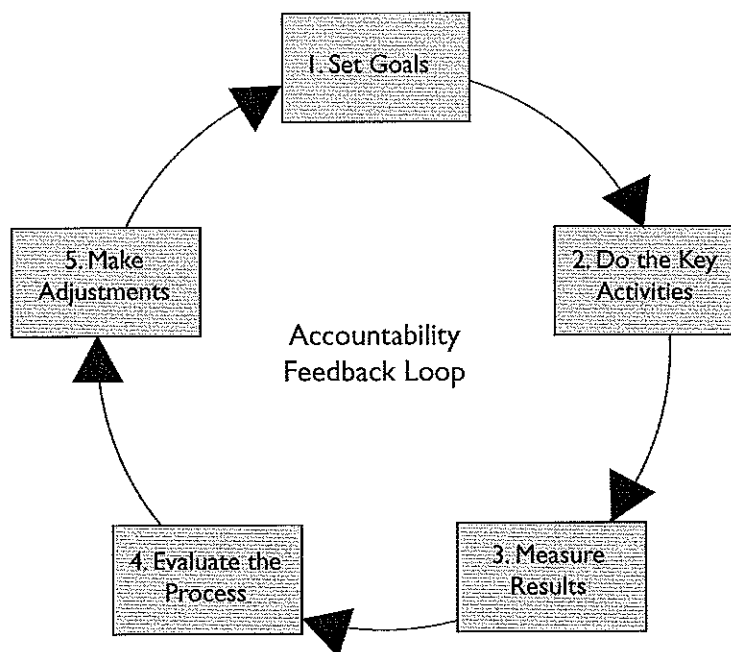 1. Set Goals
2. Do the Key
Activities
3. Measure
Results
4. Evaluate the
Process
5. Make
Adjustments
Accountability
Feedback Loop